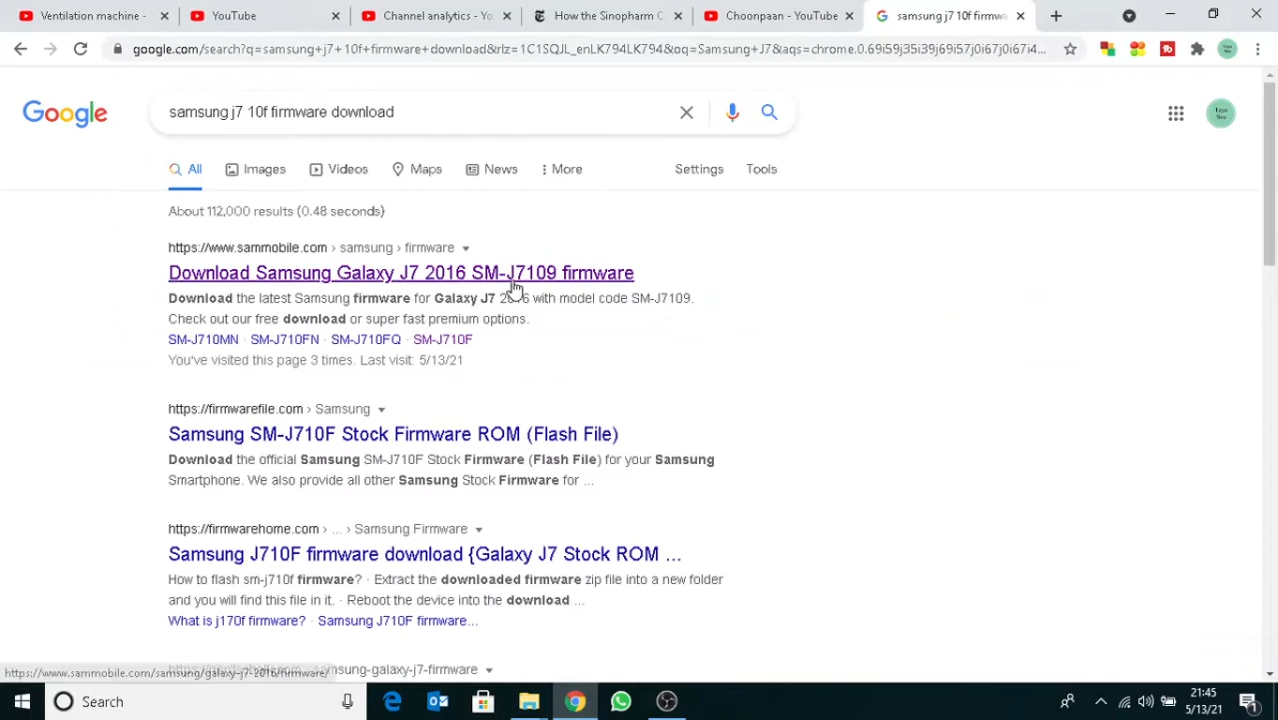 Ventilation machine -
YouTube
Channel analytics - Yo
How the Sinopharm C
Choonpaan - YouTube
samsung j7 10f firmwa
google.com/search?q=samsung+j7+10f+firmware+download&rlz=1C1SQJL_enLK794LK794&oq=Samsung+J7&aqs=chrome.0.69i59j35i39j69i57j0i67j0i67i4...
Google
samsung j7 10f firmware download
All
Images
Videos
Maps
News
More
Settings
Tools
About 112,000 results (0.48 seconds)
https://www.sammobile.com › samsung › firmware
Download Samsung Galaxy J7 2016 SM-J7109 firmware
Download the latest Samsung firmware for Galaxy J7 2016 with model code SM-J7109.
Check out our free download or super fast premium options.
SM-J710MN · SM-J710FN · SM-J710FQ · SM-J710F
You've visited this page 3 times. Last visit: 5/13/21
https://firmwarefile.com › Samsung
Samsung SM-J710F Stock Firmware ROM (Flash File)
Download the official Samsung SM-J710F Stock Firmware (Flash File) for your Samsung
Smartphone. We also provide all other Samsung Stock Firmware for ...
https://firmwarehome.com › ... › Samsung Firmware
Samsung J710F firmware download {Galaxy J7 Stock ROM ...
How to flash sm-j710f firmware? · Extract the downloaded firmware zip file into a new folder
and you will find this file in it. · Reboot the device into the download ...
What is j170f firmware? · Samsung J710F firmware...
samsung-galaxy-j7-firmware
https://www.sammobile.com/samsung/galaxy-j7-2016/firmware/
Search
21:45
5/13/21